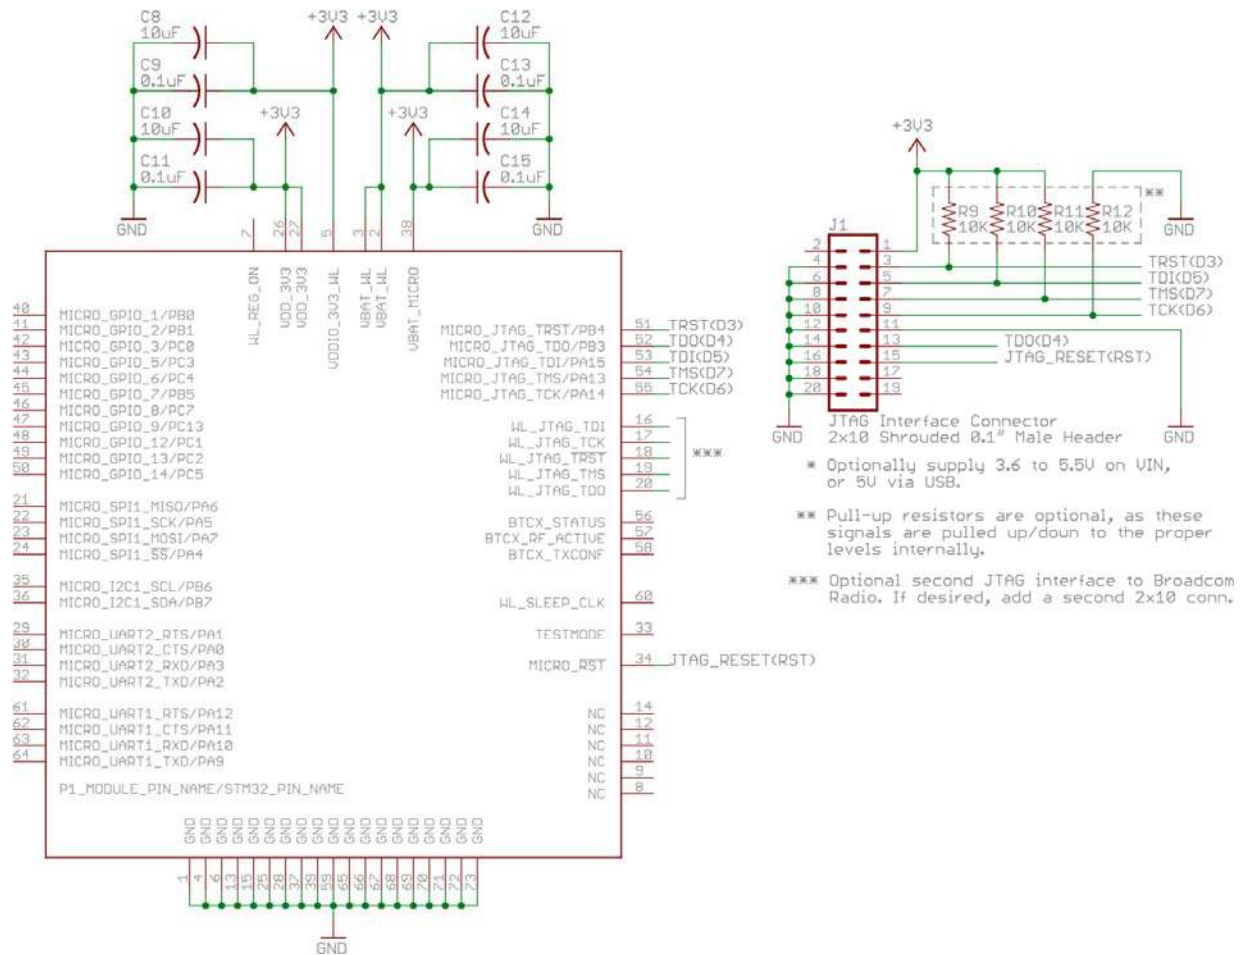 C8
10uF
C9
0.1uF
C10
10uF
C11
0.1uF
GND
+3V3
+3V3
+3V3
+3V3
C12
10uF
C13
0.1uF
C14
10uF
C15
0.1uF
GND
7
26
27
5
3
2
38
WL_REG_ON
VDD_3V3
VDD_3V3
VDDIO_3V3_WL
VBAT_WL
VBAT_WL
VBAT_MICRO
40 MICRO_GPIO_1/PB0
41 MICRO_GPIO_2/PB1
42 MICRO_GPIO_3/PC0
43 MICRO_GPIO_5/PC3
44 MICRO_GPIO_6/PC4
45 MICRO_GPIO_7/PB5
46 MICRO_GPIO_8/PC7
47 MICRO_GPIO_9/PC13
48 MICRO_GPIO_12/PC1
49 MICRO_GPIO_13/PC2
50 MICRO_GPIO_14/PC5
21 MICRO_SPI1_MISO/PA6
22 MICRO_SPI1_SCK/PA5
23 MICRO_SPI1_MOSI/PA7
24 MICRO_SPI1_SS/PA4
35 MICRO_I2C1_SCL/PB6
36 MICRO_I2C1_SDA/PB7
29 MICRO_UART2_RTS/PA1
30 MICRO_UART2_CTS/PA0
31 MICRO_UART2_RXD/PA3
32 MICRO_UART2_TXD/PA2
61 MICRO_UART1_RTS/PA12
62 MICRO_UART1_CTS/PA11
63 MICRO_UART1_RXD/PA10
64 MICRO_UART1_TXD/PA9
P1_MODULE_PIN_NAME/STM32_PIN_NAME
MICRO_JTAG_TRST/PB4 51 TRST(D3)
MICRO_JTAG_TDO/PB3 52 TDO(D4)
MICRO_JTAG_TDI/PA15 53 TDI(D5)
MICRO_JTAG_TMS/PA13 54 TMS(D7)
MICRO_JTAG_TCK/PA14 55 TCK(D6)
WL_JTAG_TDI 16
WL_JTAG_TCK 17
WL_JTAG_TRST 18 ***
WL_JTAG_TMS 19
WL_JTAG_TDO 20
BTCX_STATUS 56
BTCX_RF_ACTIVE 57
BTCX_TXCONF 58
WL_SLEEP_CLK 60
TESTMODE 33
MICRO_RST 34 JTAG_RESET(RST)
NC 14
NC 12
NC 11
NC 10
NC 9
NC 8
GND GND GND GND GND GND GND GND GND GND GND GND GND GND GND GND GND GND GND
1 4 6 13 15 25 28 37 39 59 65 66 67 68 69 70 71 72 73
GND
+3V3
**
R9
10K
R10
10K
R11
10K
R12
10K
GND
J1
2 1
4 3 TRST(D3)
6 5 TDI(D5)
8 7 TMS(D7)
10 9 TCK(D6)
12 11
14 13 TDO(D4)
16 15 JTAG_RESET(RST)
18 17
20 19
GND
GND
JTAG Interface Connector
2x10 Shrouded 0.1" Male Header
* Optionally supply 3.6 to 5.5V on VIN,
or 5V via USB.
** Pull-up resistors are optional, as these
signals are pulled up/down to the proper
levels internally.
*** Optional second JTAG interface to Broadcom
Radio. If desired, add a second 2x10 conn.